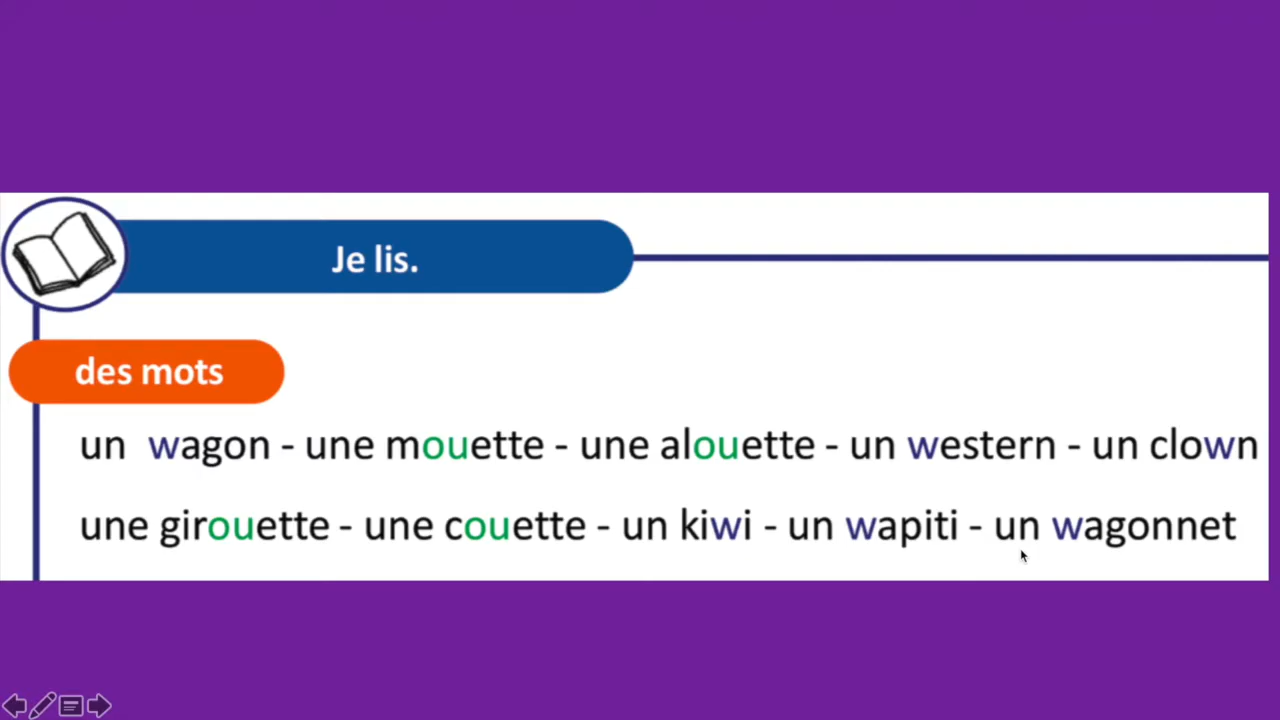 Je lis.
des mots
un wagon - une mouette - une alouette - un western - un clown
une girouette - une couette - un kiwi - un wapiti - un wagonnet